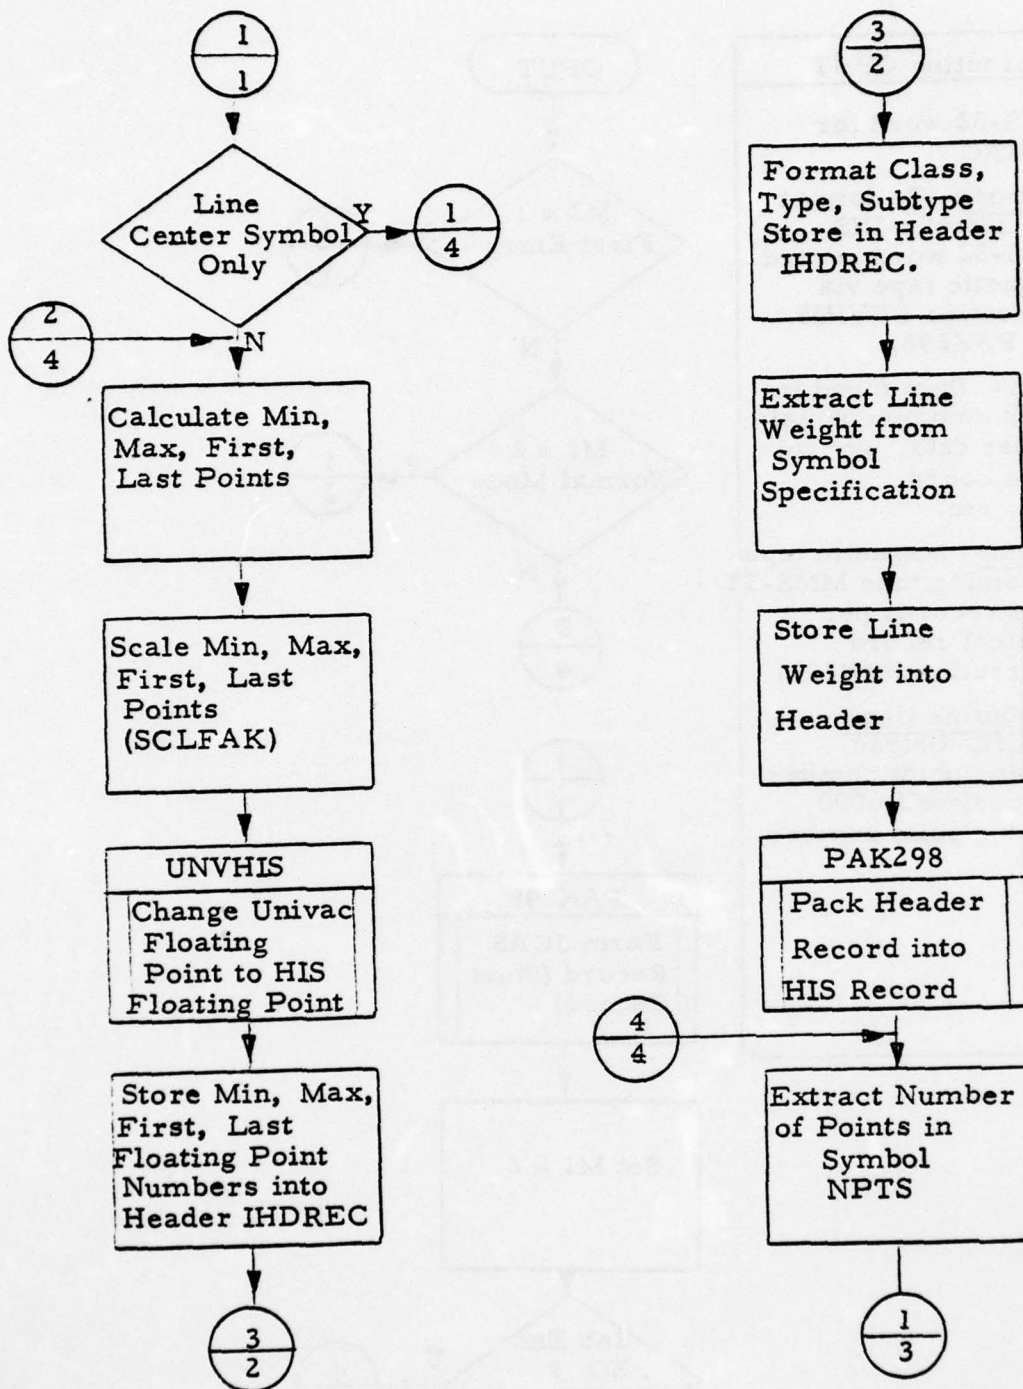 1
1
Line
Center Symbol
Only
Y
1
4
2
4
N
Calculate Min,
Max, First,
Last Points
Scale Min, Max,
First, Last
Points
(SCLFAK)
UNVHIS
Change Univac
Floating
Point to HIS
Floating Point
Store Min, Max,
First, Last
Floating Point
Numbers into
Header IHDREC
3
2
3
2
Format Class,
Type, Subtype
Store in Header
IHDREC.
Extract Line
Weight from
Symbol
Specification
Store Line
Weight into
Header
PAK298
Pack Header
Record into
HIS Record
4
4
Extract Number
of Points in
Symbol
NPTS
1
3